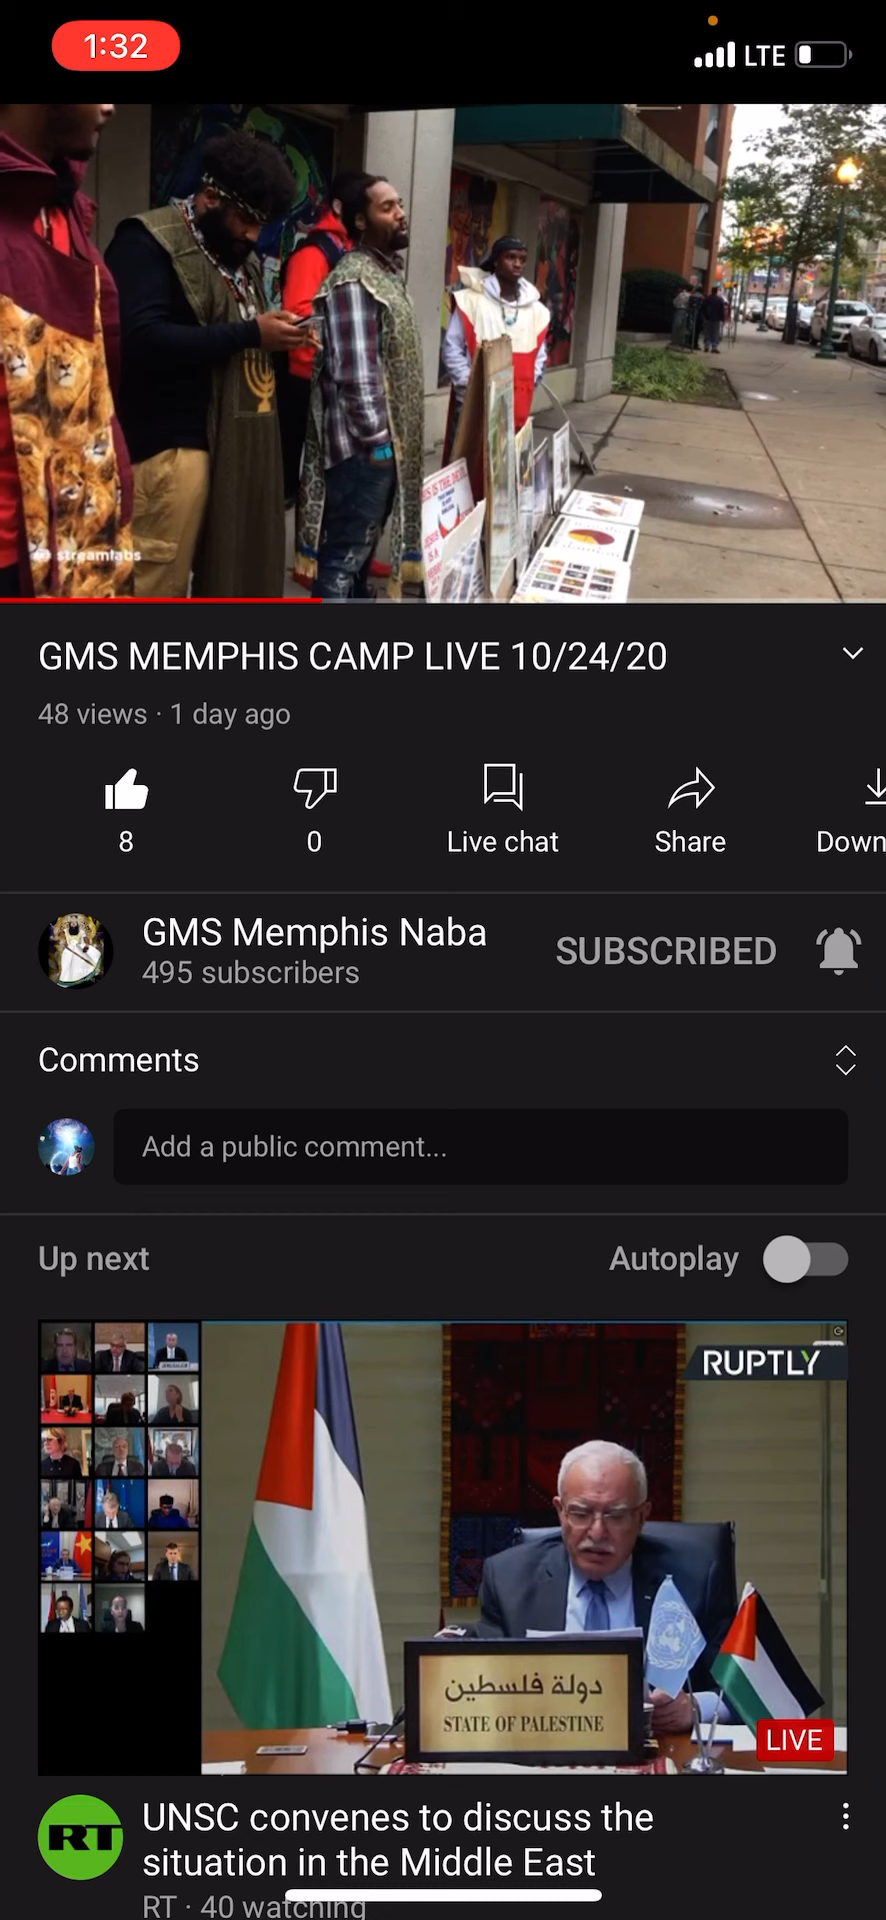 1:32
LTE
streamlabs
GMS MEMPHIS CAMP LIVE 10/24/20
48 views · 1 day ago
8
0
Live chat
Share
Down
GMS Memphis Naba
495 subscribers
SUBSCRIBED
Comments
Add a public comment...
Up next
Autoplay
RUPTLY
دولة فلسطين
STATE OF PALESTINE
LIVE
RT
UNSC convenes to discuss the
situation in the Middle East
RT · 40 watching